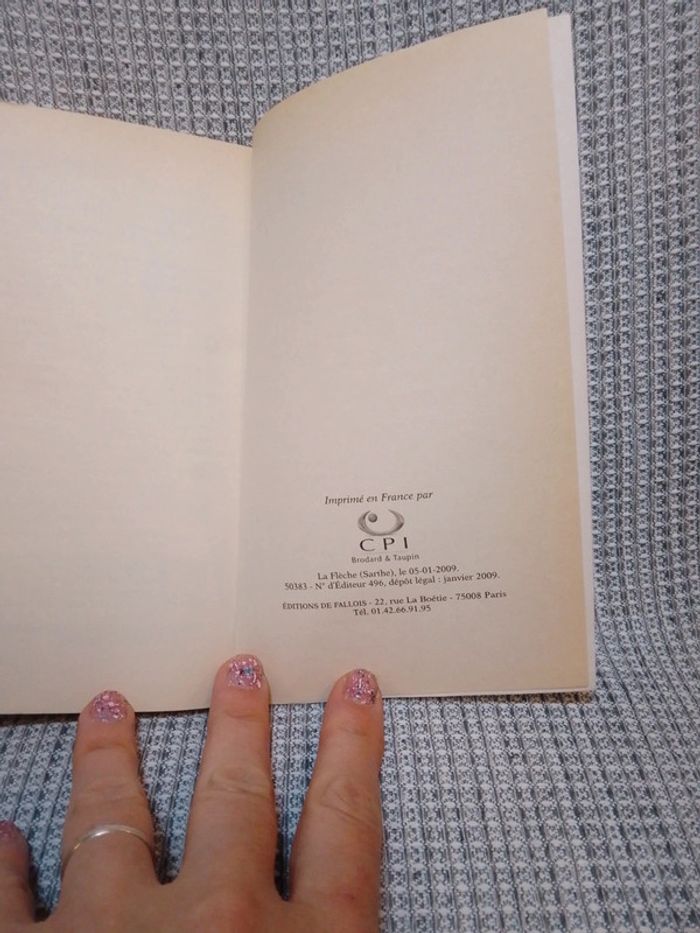 Imprimé en France par
CPI
Brodard & Taupin
La Flèche (Sarthe), le 05-01-2009.
50383 - N° d'Éditeur 496, dépôt légal : janvier 2009.
ÉDITIONS DE FALLOIS - 22, rue La Boétie - 75008 Paris
Tél. 01.42.66.91.95